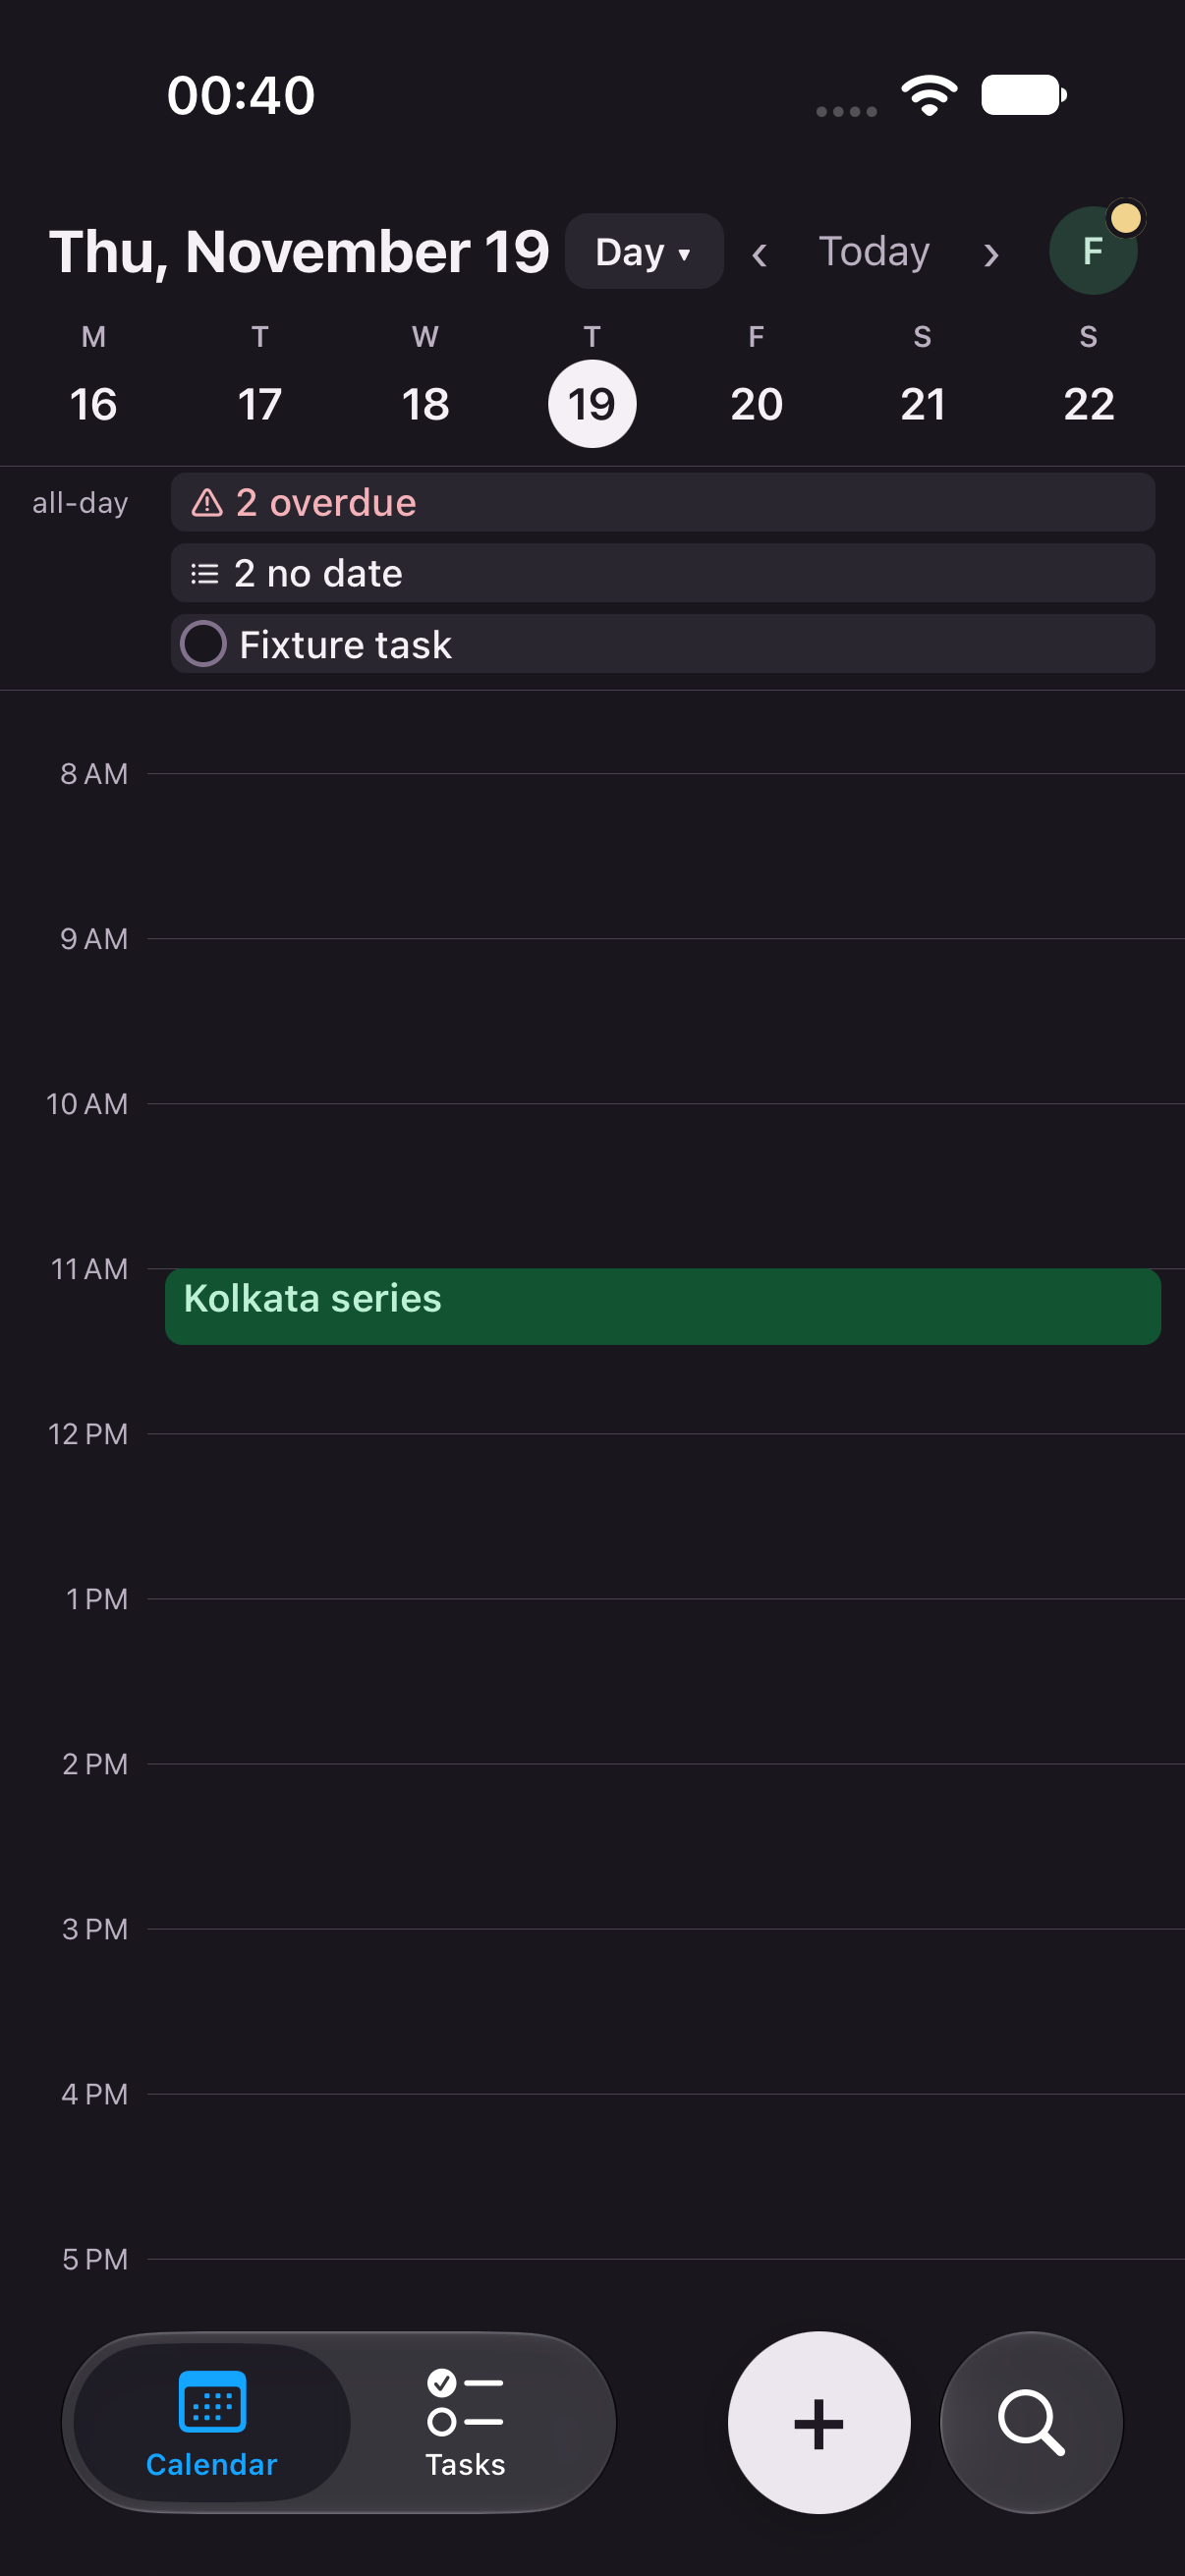 00:40
Thu, November 19 Day ▾ ‹ Today › F
M T W T F S S
16 17 18 19 20 21 22
all-day 2 overdue
2 no date
Fixture task
8 AM
9 AM
10 AM
11 AM
Kolkata series
12 PM
1 PM
2 PM
3 PM
4 PM
5 PM
Calendar Tasks +